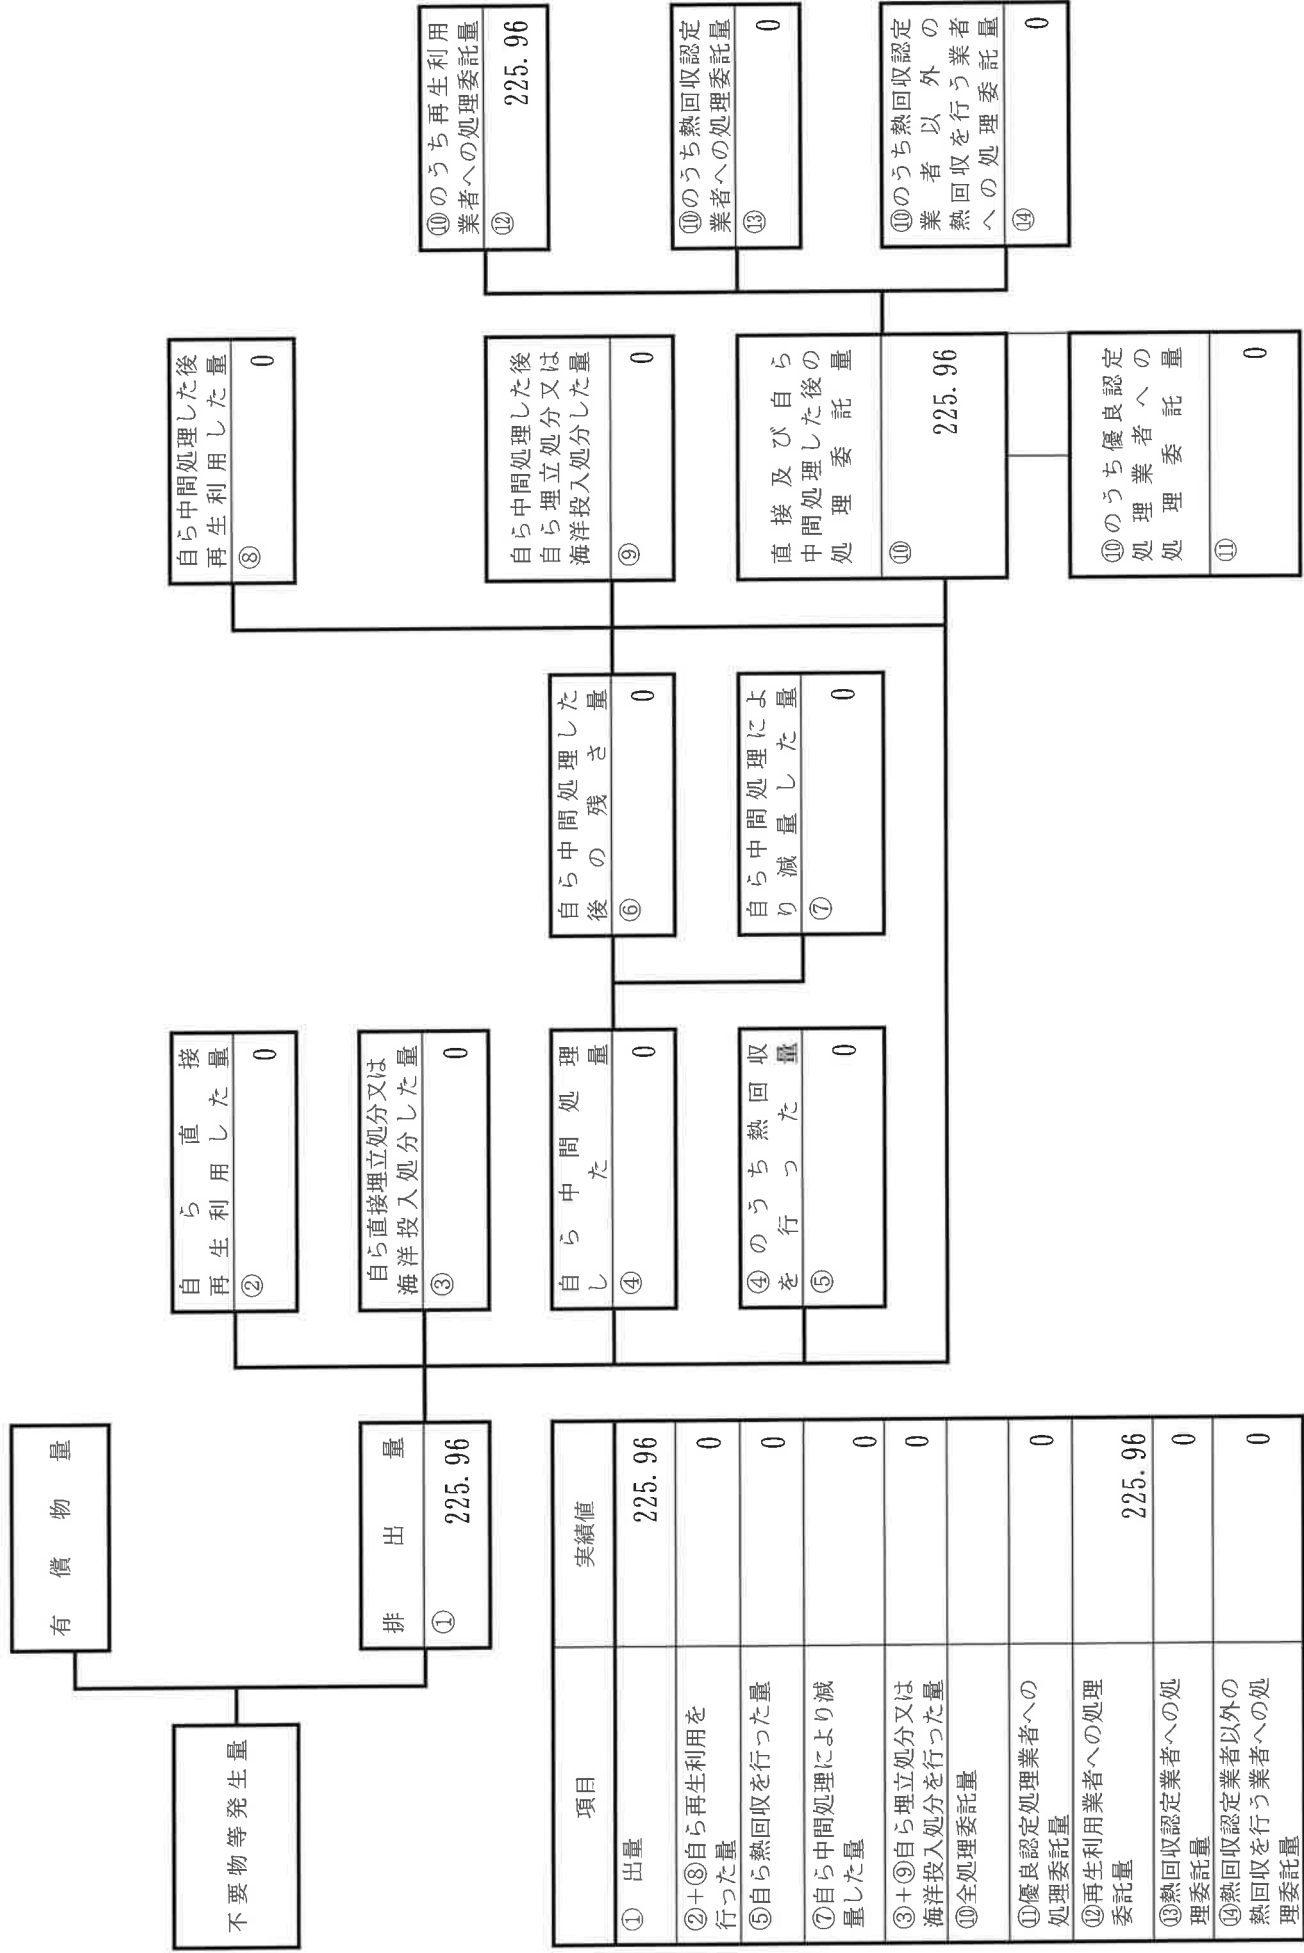 不要物等発生量
有償物量
排出量
① 225.96
自ら直接
再生利用した量
② 0
自ら直接埋立処分又は
海洋投入処分した量
③ 0
自ら中間処理
した量
④ 0
④のうち熱回収
を行った量
⑤ 0
自ら中間処理した
後の残さ量
⑥ 0
自ら中間処理によ
り減量した量
⑦ 0
自ら中間処理した後
再生利用した量
⑧ 0
自ら中間処理した後
自ら埋立処分又は
海洋投入処分した量
⑨ 0
直接及び自ら
中間処理した後の
処理委託量
⑩ 225.96
⑩のうち優良認定
処理業者への
処理委託量
⑪ 0
⑩のうち再生利用
業者への処理委託量
⑫ 225.96
⑩のうち熱回収認定
業者への処理委託量
⑬ 0
⑩のうち熱回収認定
業者以外の
熱回収を行う業者
への処理委託量
⑭ 0
項目 実績値
① 出量 225.96
②+⑧自ら再生利用を
行った量 0
⑤自ら熱回収を行った量 0
⑦自ら中間処理により減
量した量 0
③+⑨自ら埋立処分又は
海洋投入処分を行った量 0
⑩全処理委託量
⑪優良認定処理業者への
処理委託量 0
⑫再生利用業者への処理
委託量 225.96
⑬熱回収認定業者への処
理委託量 0
⑭熱回収認定業者以外の
熱回収を行う業者への処
理委託量 0